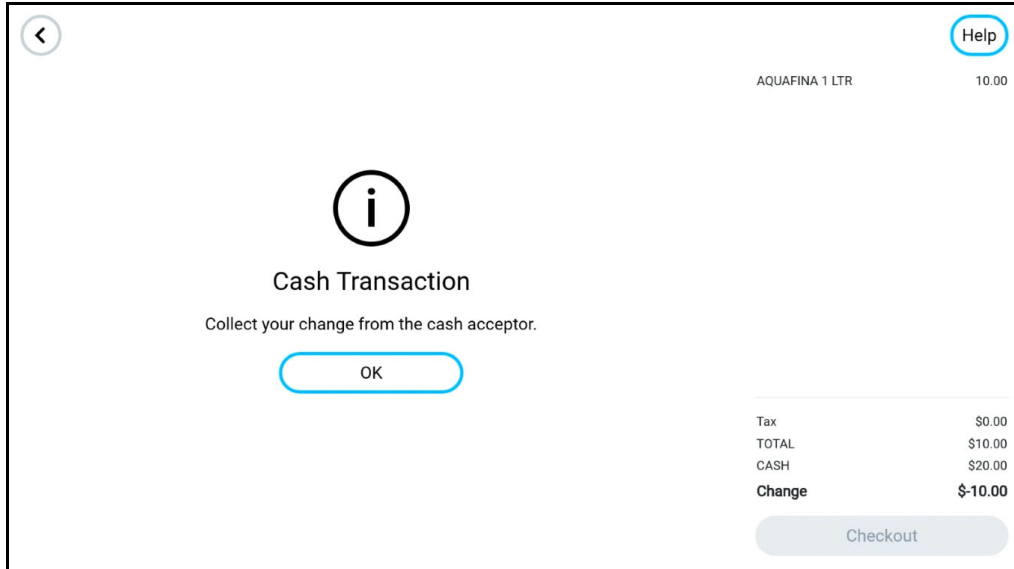 Help
AQUAFINA 1 LTR 10.00
i
Cash Transaction
Collect your change from the cash acceptor.
OK
Tax $0.00
TOTAL $10.00
CASH $20.00
Change $-10.00
Checkout